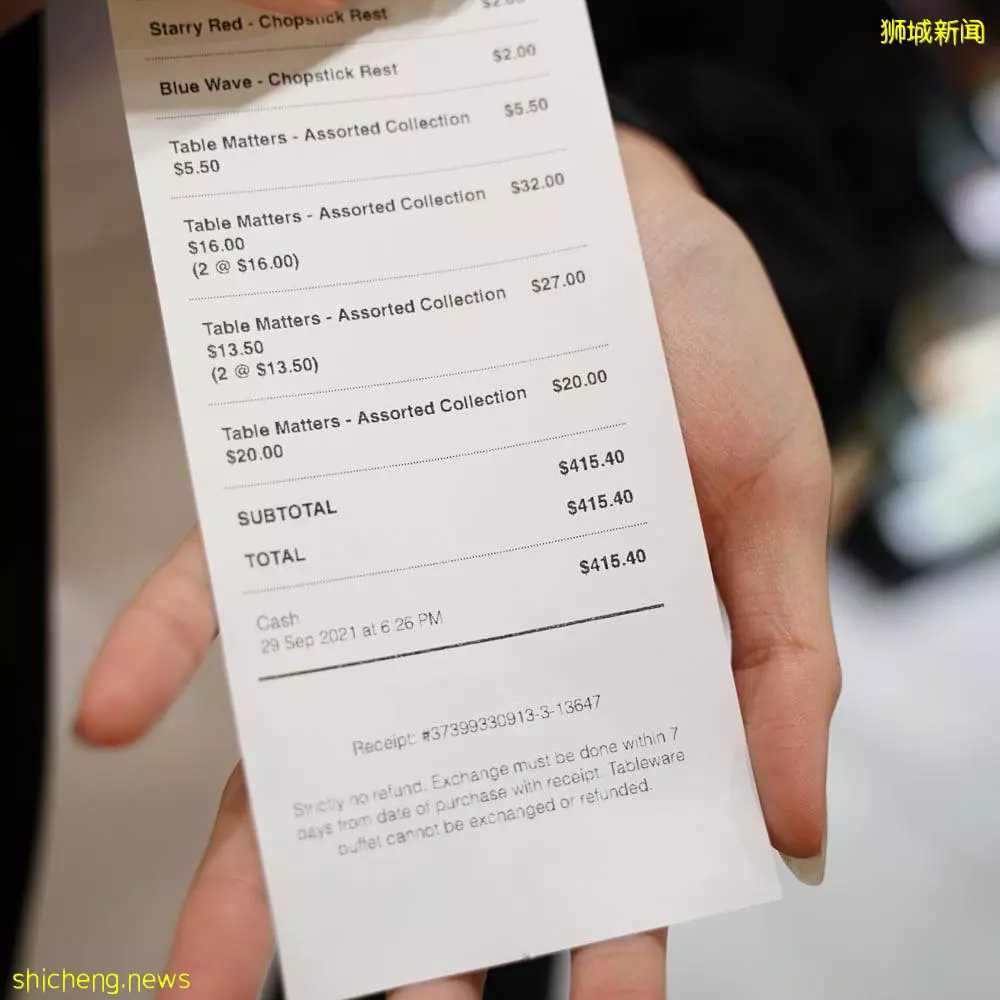 狮城新闻
Starry Red - Chopstick Rest $2.00
Blue Wave - Chopstick Rest $2.00
Table Matters - Assorted Collection $5.50
$5.50
Table Matters - Assorted Collection $32.00
$16.00
(2 @ $16.00)
Table Matters - Assorted Collection $27.00
$13.50
(2 @ $13.50)
Table Matters - Assorted Collection $20.00
$20.00
SUBTOTAL $415.40
TOTAL $415.40
Cash $415.40
29 Sep 2021 at 6:26 PM
Receipt: #37399330913-3-13647
Strictly no refund. Exchange must be done within 7
days from date of purchase with receipt. Tableware
buffet cannot be exchanged or refunded.
shicheng.news